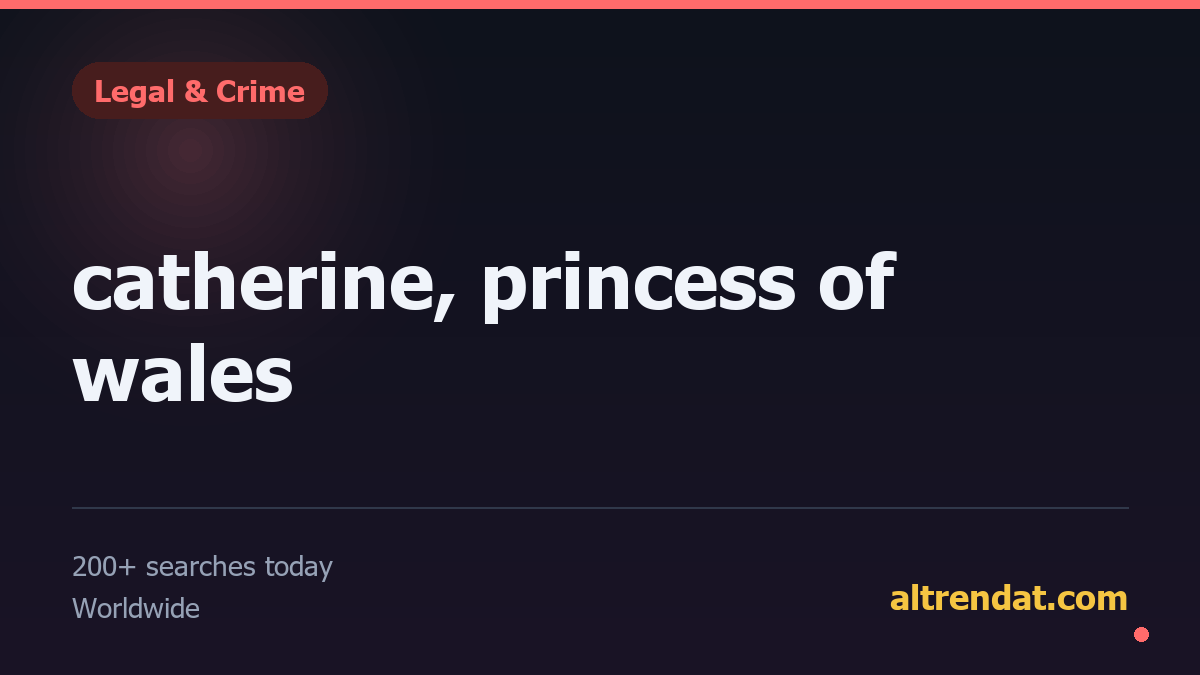 Legal & Crime
catherine, princess of
wales
200+ searches today
Worldwide
altrendat.com